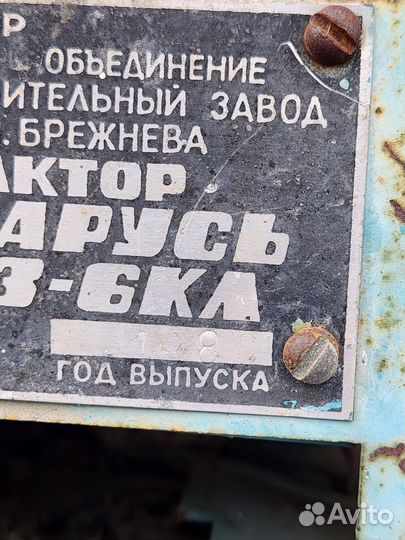 Р
ОБЪЕДИНЕНИЕ
ИТЕЛЬНЫЙ ЗАВОД
. БРЕЖНЕВА
АКТОР
АРУСЬ
З-6КЛ
ГОД ВЫПУСКА
Avito